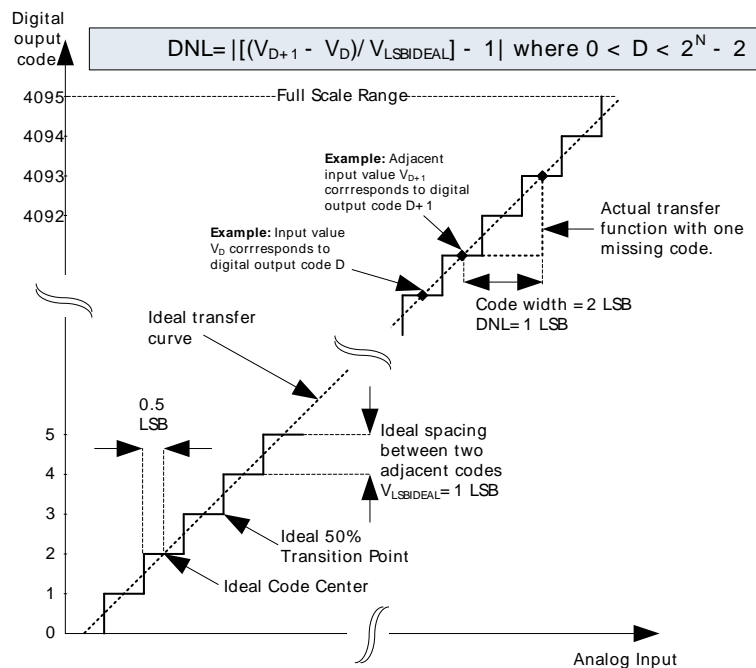 Digital
ouput
code
DNL= |[(VD+1 - VD)/ VLSBIDEAL] - 1| where 0 < D < 2^N - 2
4095
Full Scale Range
4094
4093
4092
Example: Adjacent
input value VD+1
corrresponds to digital
output code D+1
Example: Input value
VD corrresponds to
digital output code D
Actual transfer
function with one
missing code.
Code width = 2 LSB
DNL= 1 LSB
Ideal transfer
curve
0.5
LSB
5
4
3
2
1
0
Ideal spacing
between two
adjacent codes
VLSBIDEAL= 1 LSB
Ideal 50%
Transition Point
Ideal Code Center
Analog Input